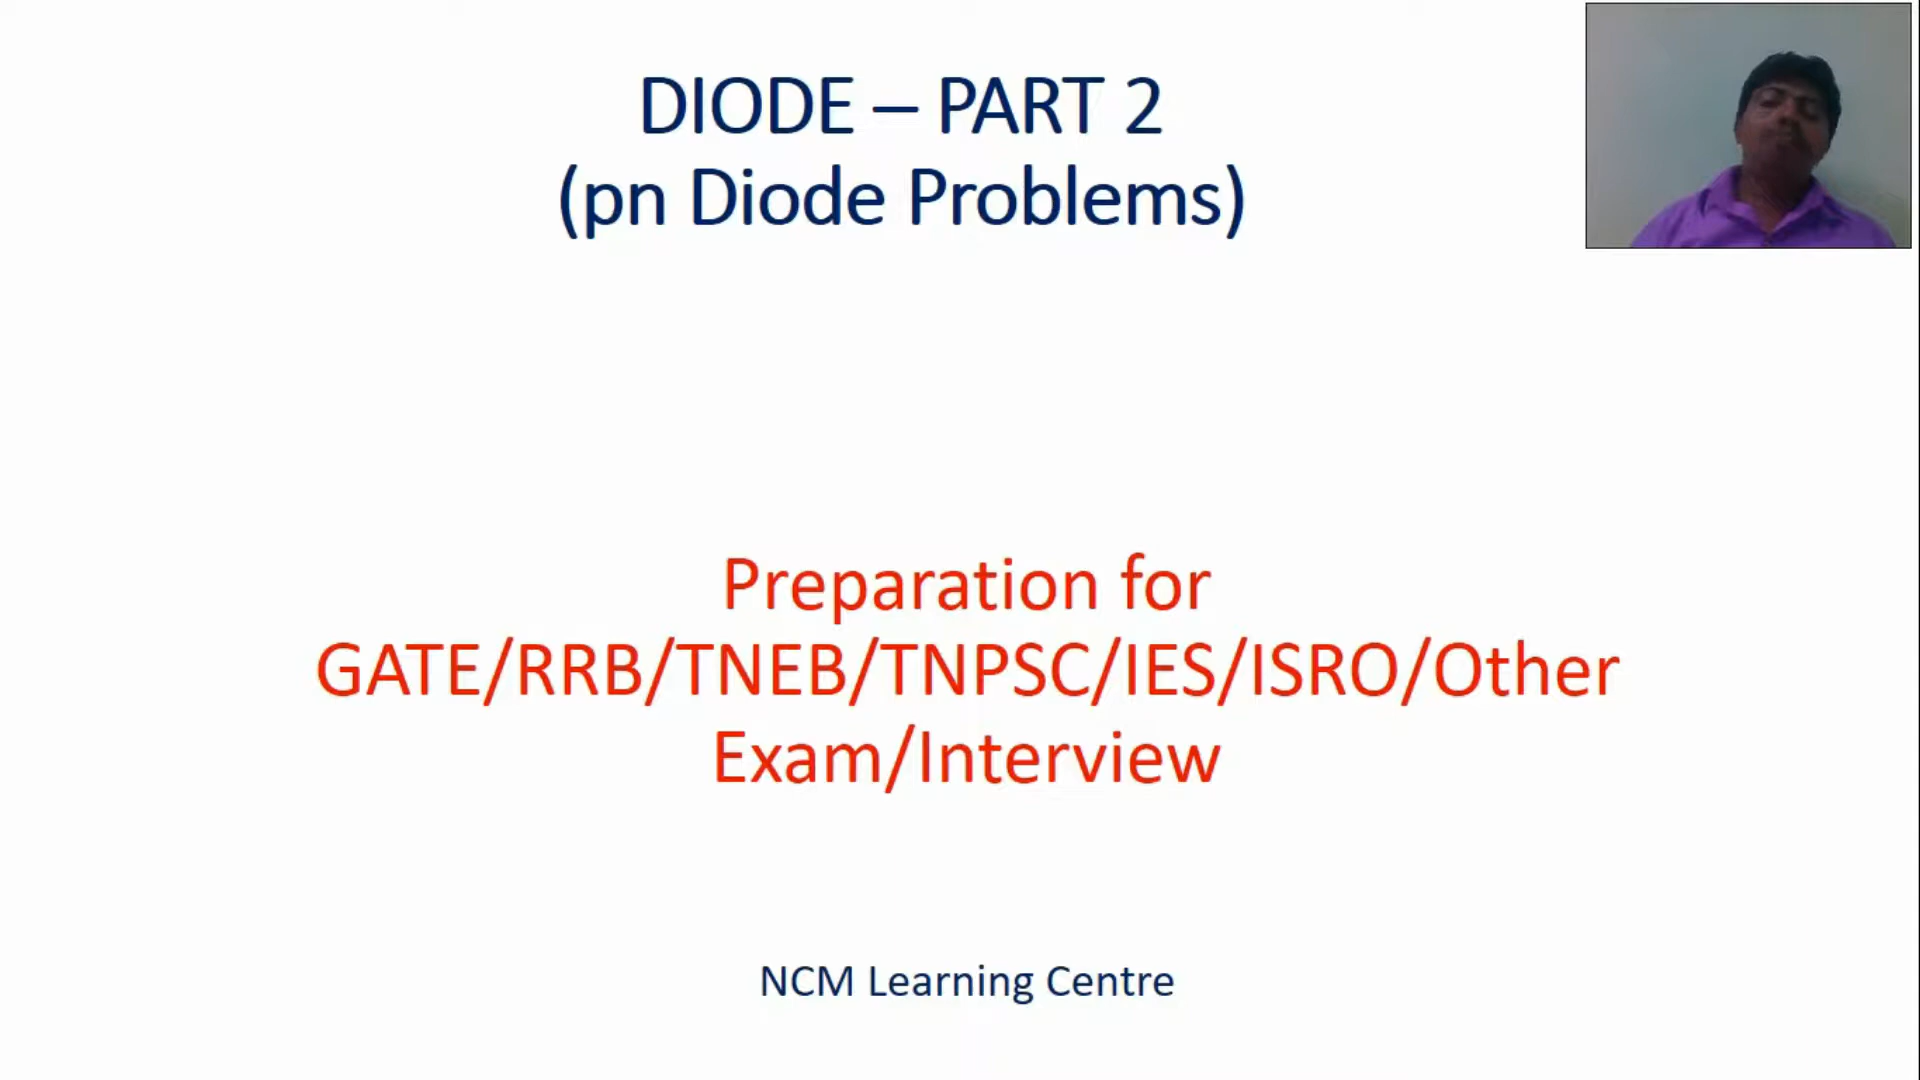 DIODE – PART 2
(pn Diode Problems)
Preparation for
GATE/RRB/TNEB/TNPSC/IES/ISRO/Other
Exam/Interview
NCM Learning Centre